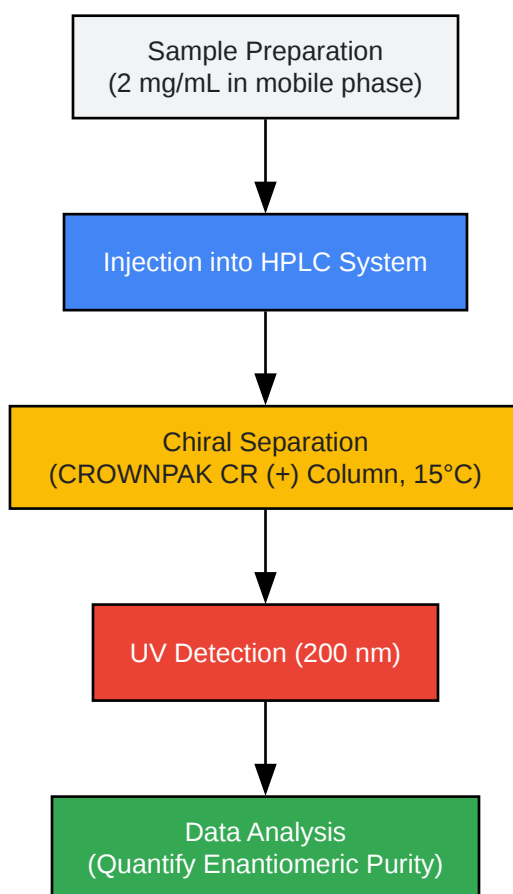 Sample Preparation
(2 mg/mL in mobile phase)
Injection into HPLC System
Chiral Separation
(CROWNPAK CR (+) Column, 15°C)
UV Detection (200 nm)
Data Analysis
(Quantify Enantiomeric Purity)